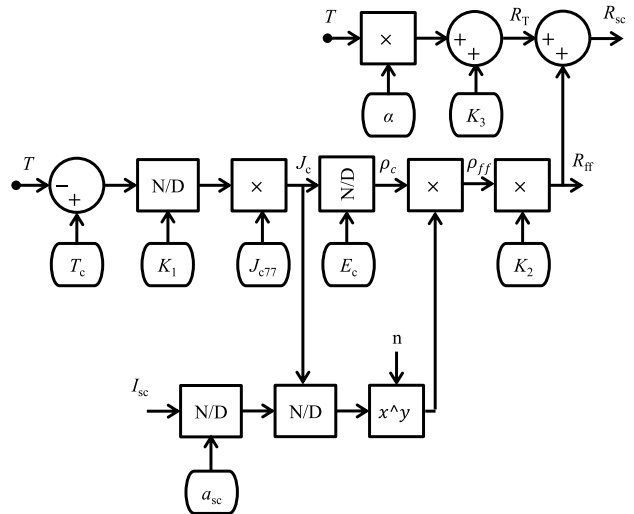 T × + + R_T + + R_sc
α K_3
T − + N/D × J_c N/D ρ_c × ρ_ff × R_ff
T_c K_1 J_c77 E_c K_2
n
I_sc N/D N/D x^y
a_sc